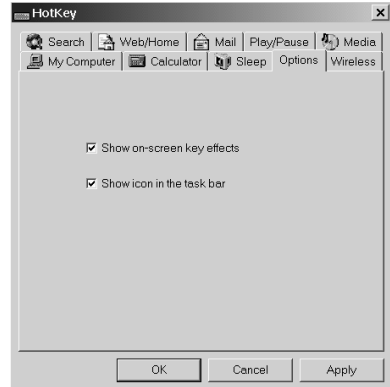 HotKey
Search Web/Home Mail Play/Pause Media
My Computer Calculator Sleep Options Wireless
Show on-screen key effects
Show icon in the task bar
OK Cancel Apply